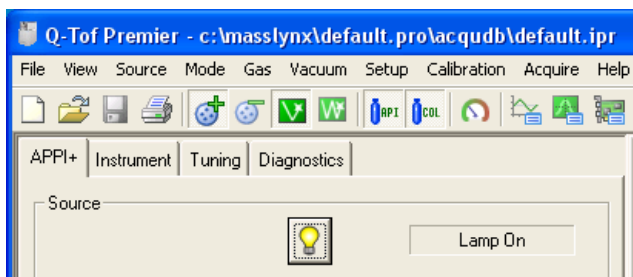 Q-Tof Premier - c:\masslynx\default.pro\acqudb\default.ipr
File View Source Mode Gas Vacuum Setup Calibration Acquire Help
API COL
APPI+ Instrument Tuning Diagnostics
Source
Lamp On